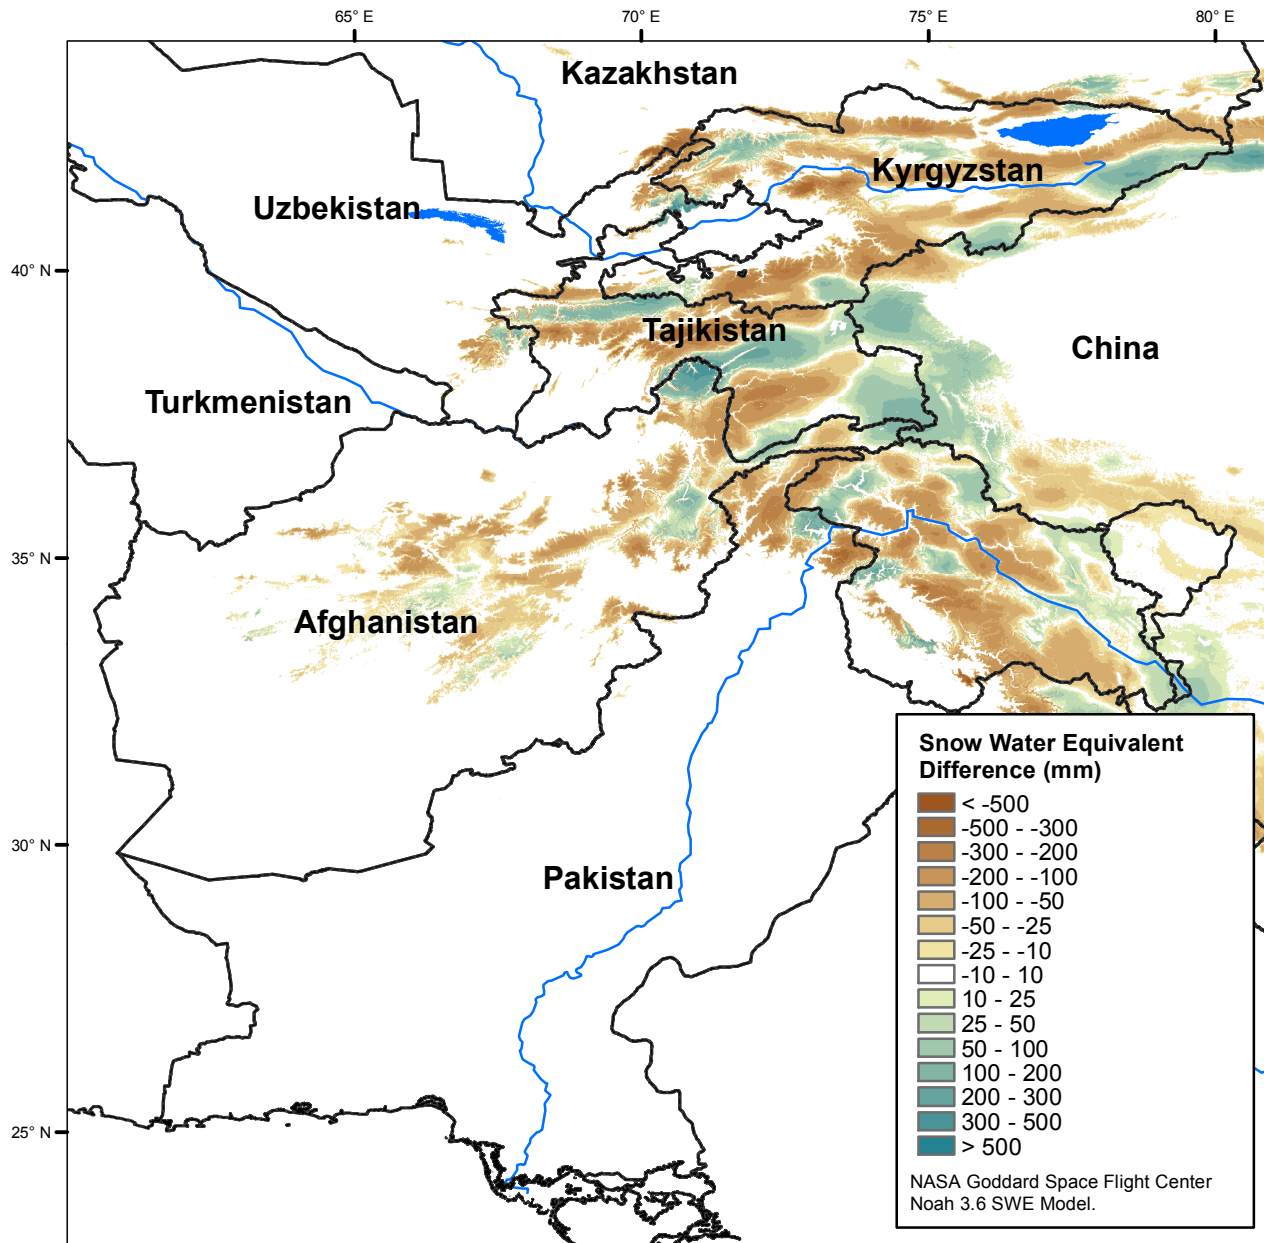 65° E
70° E
75° E
80° E
Kazakhstan
Kyrgyzstan
Uzbekistan
40° N
Tajikistan
China
Turkmenistan
35° N
Afghanistan
Snow Water Equivalent
Difference (mm)
< -500
-500 - -300
-300 - -200
-200 - -100
-100 - -50
-50 - -25
-25 - -10
-10 - 10
10 - 25
25 - 50
50 - 100
100 - 200
200 - 300
300 - 500
> 500
30° N
Pakistan
25° N
NASA Goddard Space Flight Center
Noah 3.6 SWE Model.